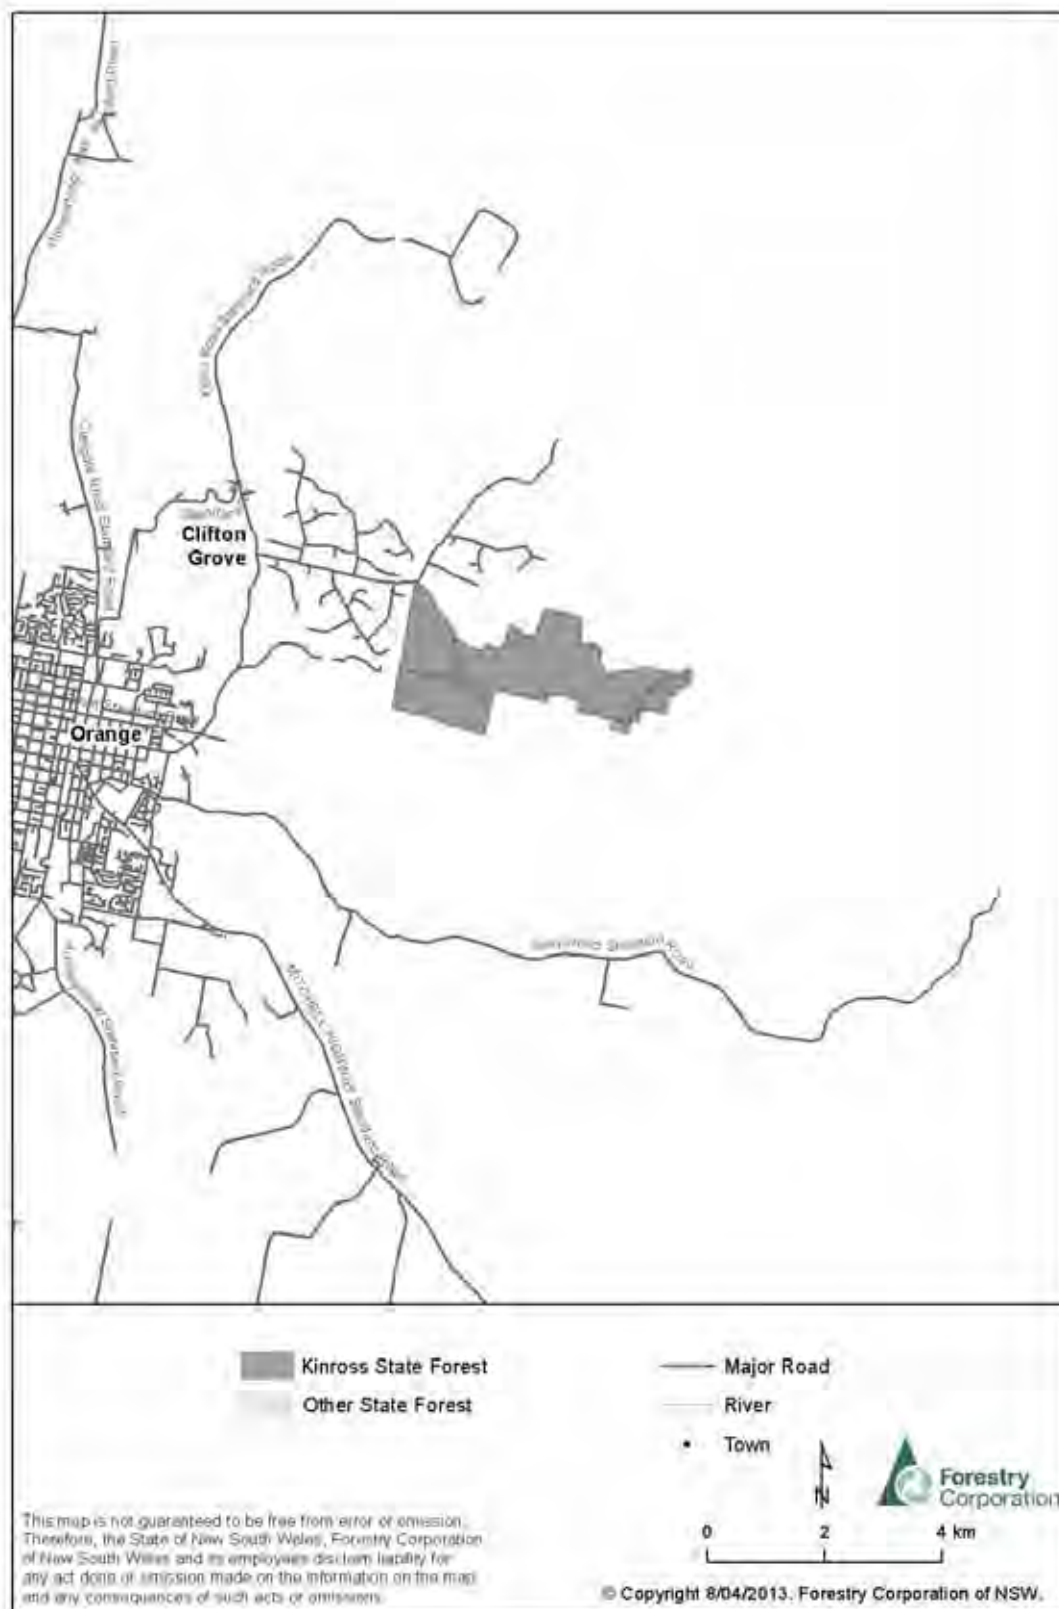 Clifton
Grove
Orange
MITCHELL HIGHWAY
Kinross State Forest
Other State Forest
Major Road
River
Town
N
Forestry
Corporation
0 2 4 km
This map is not guaranteed to be free from error or omission.
Therefore, the State of New South Wales, Forestry Corporation
of New South Wales and its employees disclaim liability for
any act done or omission made on the information on the map
and any consequences of such acts or omissions.
© Copyright 8/04/2013. Forestry Corporation of NSW.